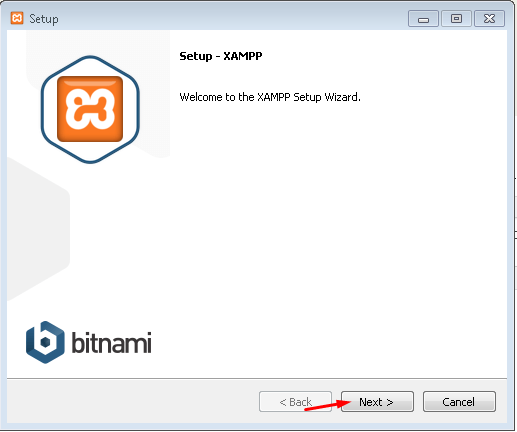 Setup
Setup - XAMPP
Welcome to the XAMPP Setup Wizard.
bitnami
< Back
Next >
Cancel